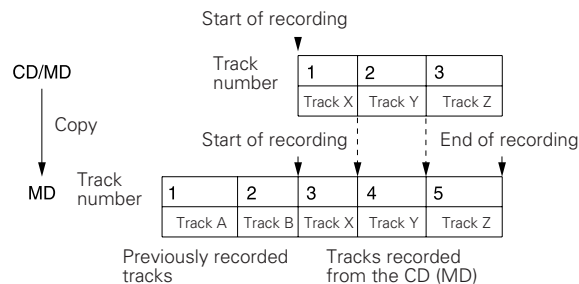 Start of recording
CD/MD
Track
number
1 2 3
Track X Track Y Track Z
Copy
Start of recording End of recording
MD
Track
number
1 2 3 4 5
Track A Track B Track X Track Y Track Z
Previously recorded
tracks
Tracks recorded
from the CD (MD)